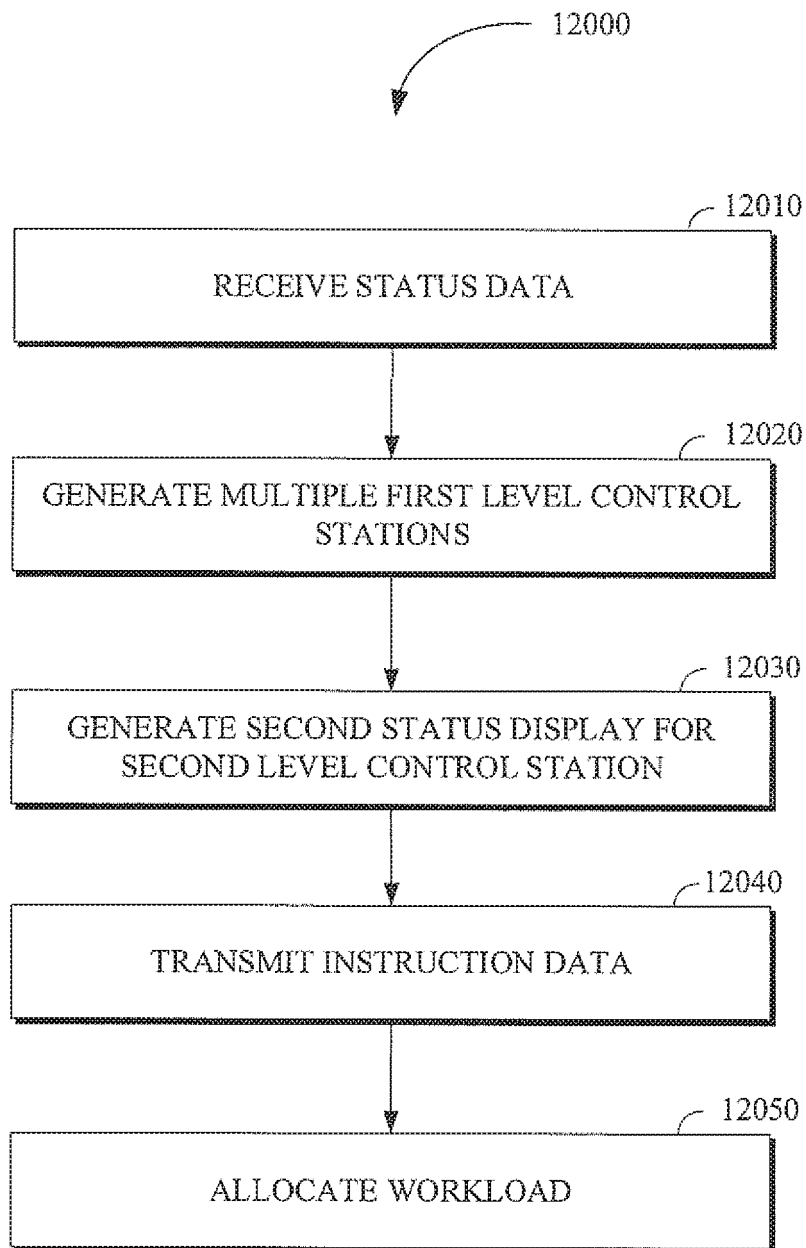 12000
12010
RECEIVE STATUS DATA
12020
GENERATE MULTIPLE FIRST LEVEL CONTROL
STATIONS
12030
GENERATE SECOND STATUS DISPLAY FOR
SECOND LEVEL CONTROL STATION
12040
TRANSMIT INSTRUCTION DATA
12050
ALLOCATE WORKLOAD